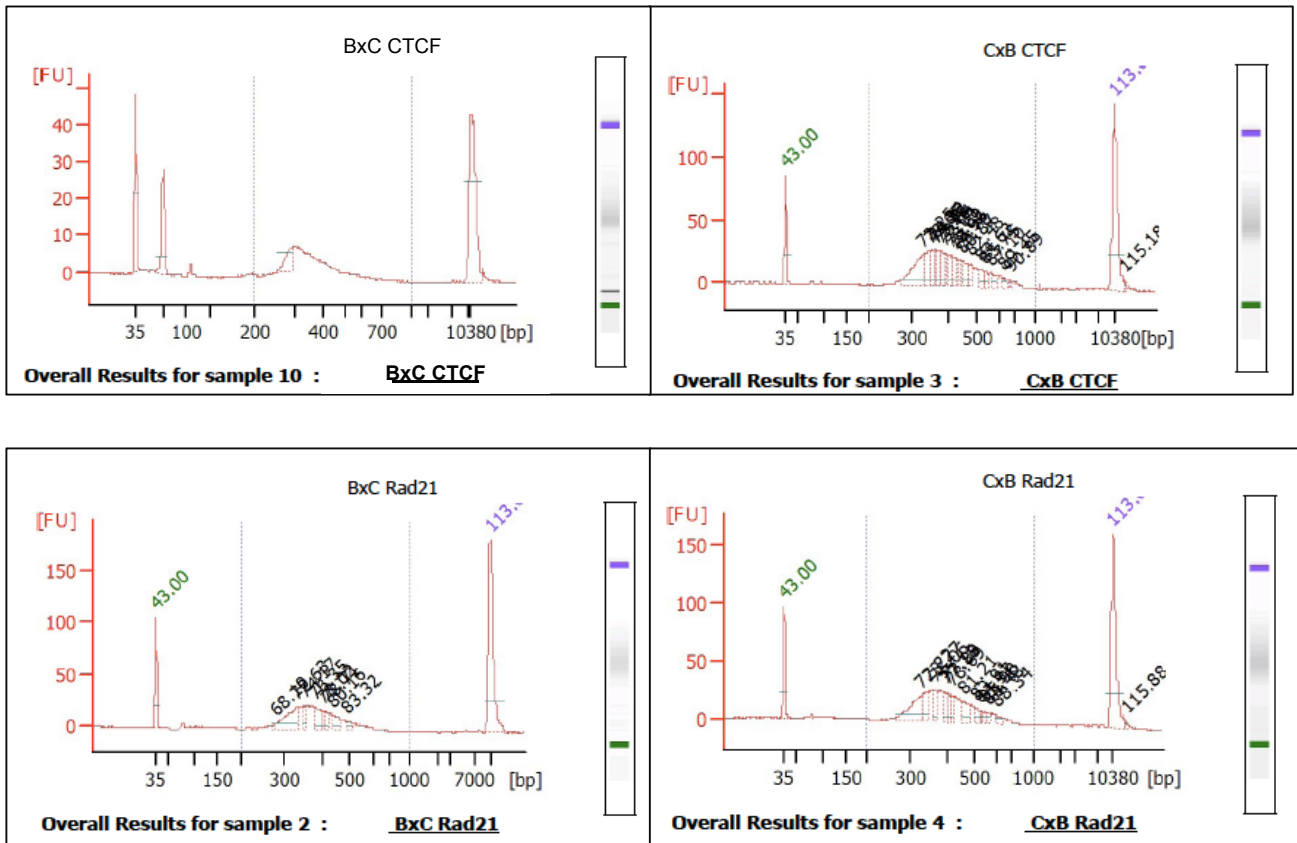 BxC CTCF
[FU]
40
30
20
10
0
35 100 200 400 700 10380 [bp]
Overall Results for sample 10 : BxC CTCF
CxB CTCF
[FU]
100
50
0
43.00
115.18
35 150 300 500 1000 10380 [bp]
Overall Results for sample 3 : CxB CTCF
BxC Rad21
[FU]
150
100
50
0
43.00
83.32
35 150 300 500 1000 7000 [bp]
Overall Results for sample 2 : BxC Rad21
CxB Rad21
[FU]
150
100
50
0
43.00
115.88
35 150 300 500 1000 10380 [bp]
Overall Results for sample 4 : CxB Rad21